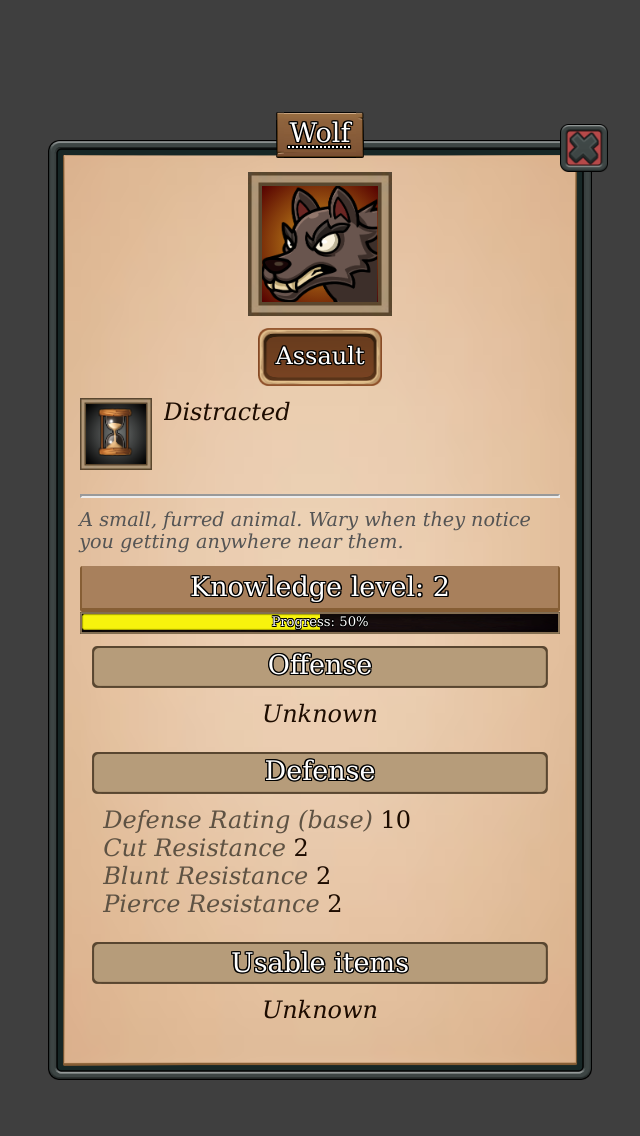 Wolf
Assault
Distracted
A small, furred animal. Wary when they notice
you getting anywhere near them.
Knowledge level: 2
Progress: 50%
Offense
Unknown
Defense
Defense Rating (base) 10
Cut Resistance 2
Blunt Resistance 2
Pierce Resistance 2
Usable items
Unknown